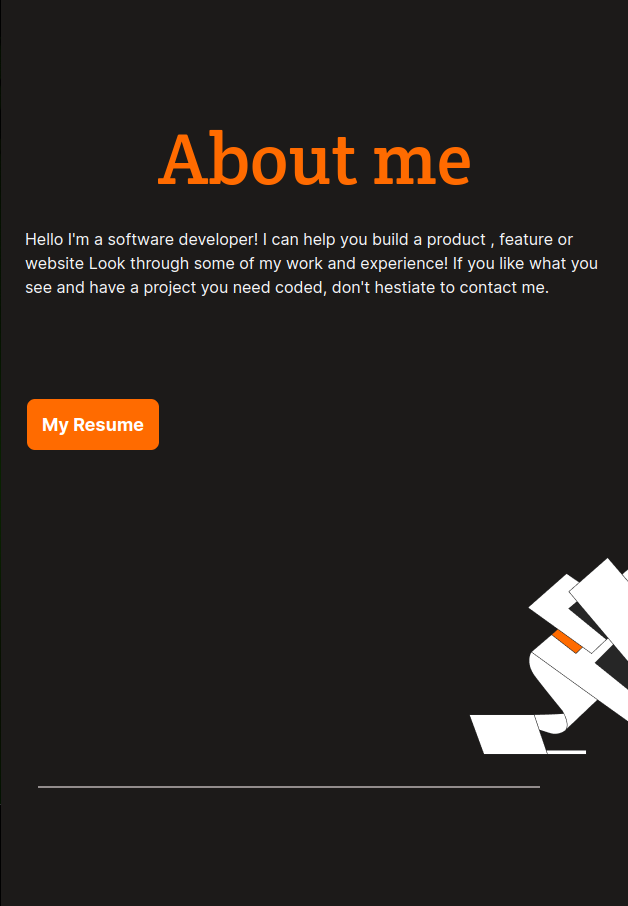 About me
Hello I'm a software developer! I can help you build a product , feature or
website Look through some of my work and experience! If you like what you
see and have a project you need coded, don't hestiate to contact me.
My Resume